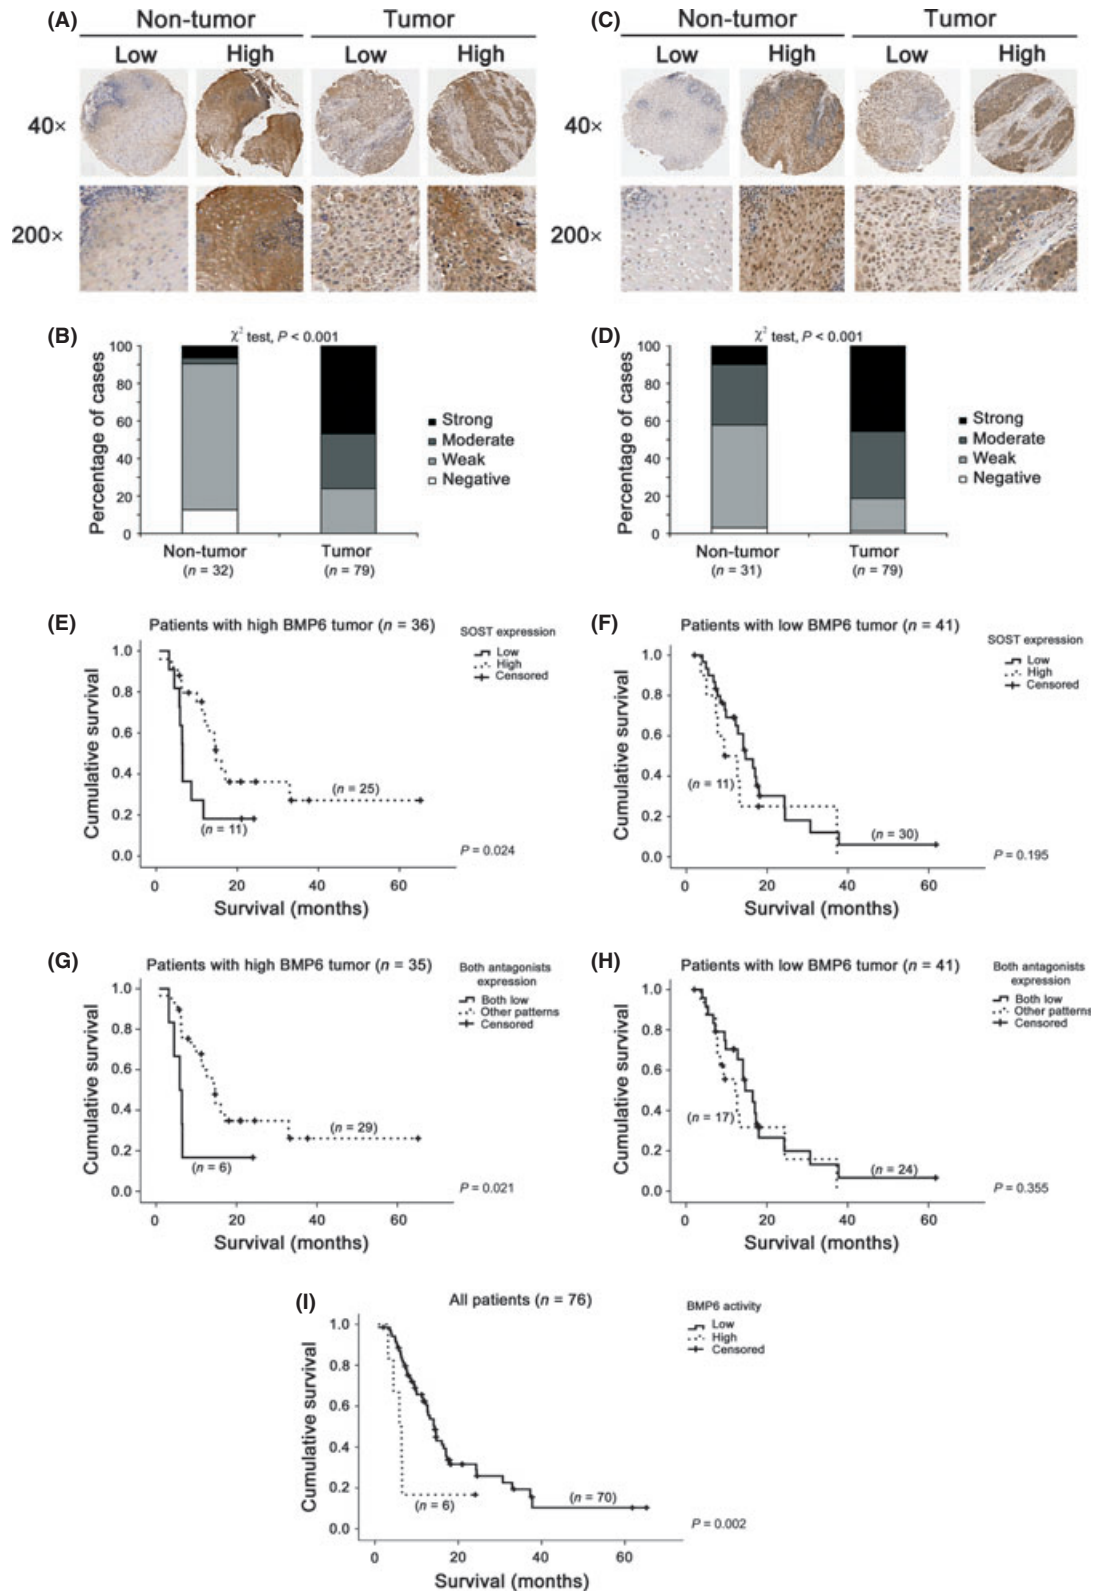 (A)
Non-tumor
Tumor
Low
High
Low
High
40×
200×
(C)
Non-tumor
Tumor
Low
High
Low
High
40×
200×
(B)
χ² test, P < 0.001
Percentage of cases
100
80
60
40
20
0
Non-tumor
(n = 32)
Tumor
(n = 79)
Strong
Moderate
Weak
Negative
(D)
χ² test, P < 0.001
Percentage of cases
100
80
60
40
20
0
Non-tumor
(n = 31)
Tumor
(n = 79)
Strong
Moderate
Weak
Negative
(E)
Patients with high BMP6 tumor (n = 36)
SOST expression
Low
High
Censored
Cumulative survival
1.0
0.8
0.6
0.4
0.2
0.0
(n = 25)
(n = 11)
P = 0.024
0 20 40 60
Survival (months)
(F)
Patients with low BMP6 tumor (n = 41)
SOST expression
Low
High
Censored
Cumulative survival
1.0
0.8
0.6
0.4
0.2
0.0
(n = 11)
(n = 30)
P = 0.195
0 20 40 60
Survival (months)
(G)
Patients with high BMP6 tumor (n = 35)
Both antagonists
expression
Both low
Other patterns
Censored
Cumulative survival
1.0
0.8
0.6
0.4
0.2
0.0
(n = 29)
(n = 6)
P = 0.021
0 20 40 60
Survival (months)
(H)
Patients with low BMP6 tumor (n = 41)
Both antagonists
expression
Both low
Other patterns
Censored
Cumulative survival
1.0
0.8
0.6
0.4
0.2
0.0
(n = 17)
(n = 24)
P = 0.355
0 20 40 60
Survival (months)
(I)
All patients (n = 76)
BMP6 activity
Low
High
Censored
Cumulative survival
1.0
0.8
0.6
0.4
0.2
0.0
(n = 6)
(n = 70)
P = 0.002
0 20 40 60
Survival (months)